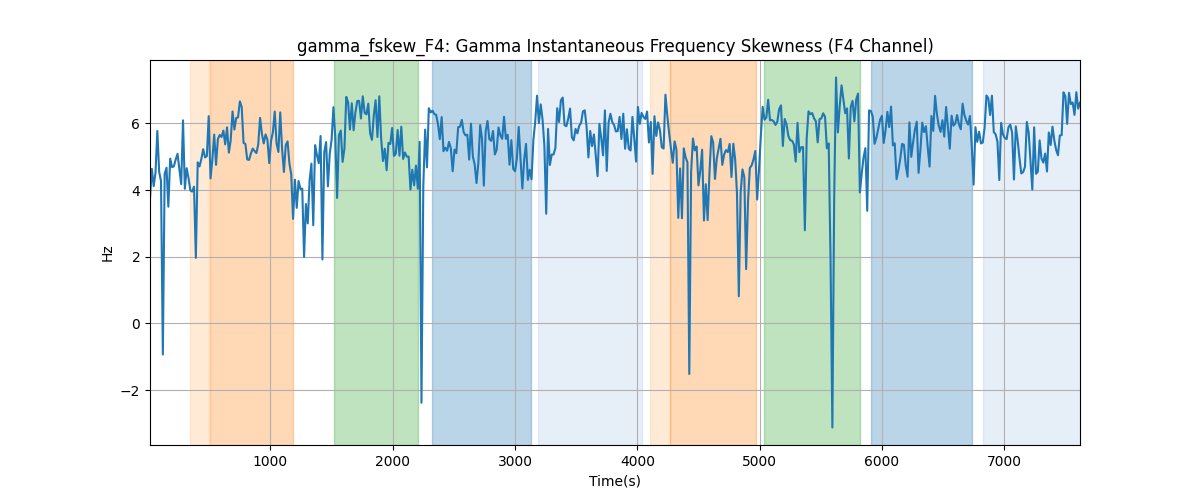 gamma_fskew_F4: Gamma Instantaneous Frequency Skewness (F4 Channel)
Hz
6
4
2
0
−2
1000 2000 3000 4000 5000 6000 7000
Time(s)